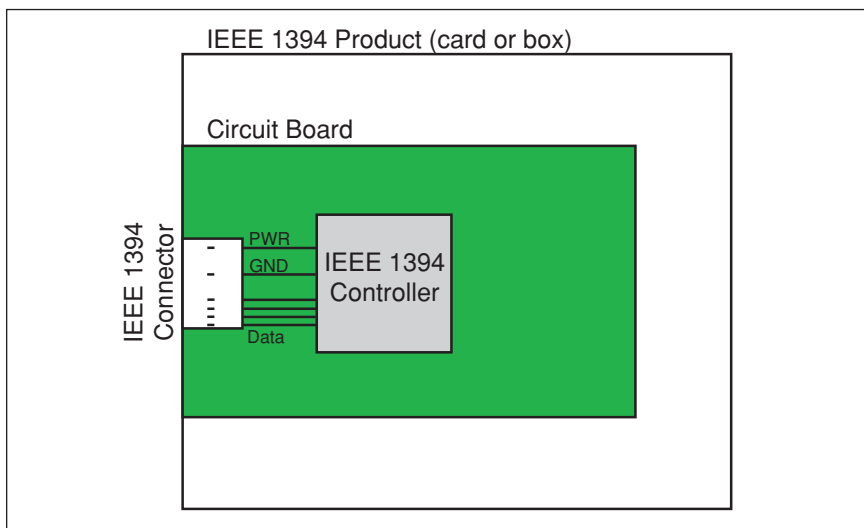 IEEE 1394 Product (card or box)
Circuit Board
IEEE 1394
Connector
PWR
GND
IEEE 1394
Controller
Data